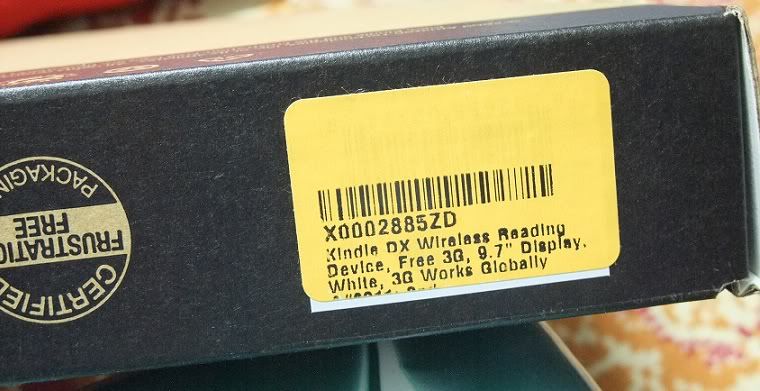 CERTIFIED
FRUSTRATION
FREE
PACKAGING
X0002885ZD
Kindle DX Wireless Reading
Device, Free 3G, 9.7" Display,
White, 3G Works Globally